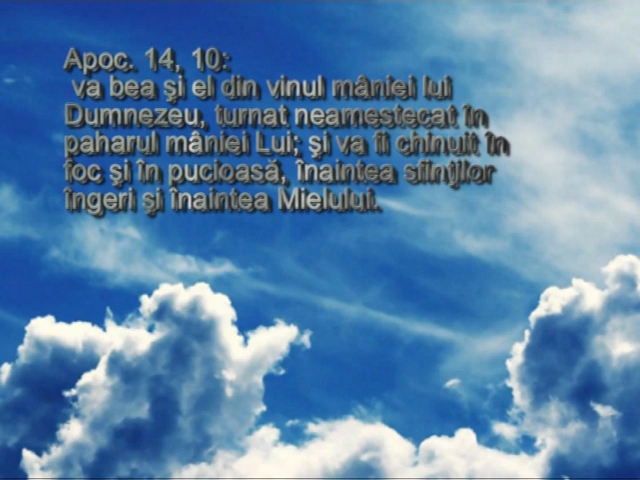 Apoc. 14, 10:
va bea şi el din vinul mâniei lui
Dumnezeu, turnat neamestecat în
paharul mâniei Lui; şi va fi chinuit în
foc şi în pucioasă, înaintea sfinţilor
îngeri şi înaintea Mielului.